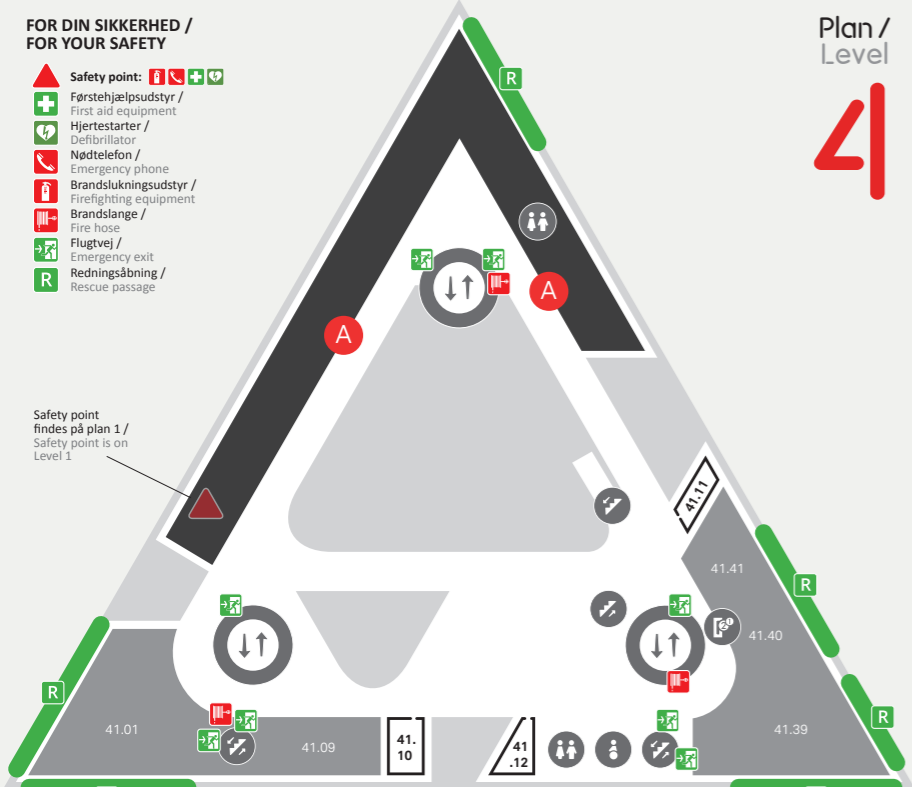 FOR DIN SIKKERHED /
FOR YOUR SAFETY
Safety point:
Førstehjælpsudstyr /
First aid equipment
Hjertestarter /
Defibrillator
Nødtelefon /
Emergency phone
Brandslukningsudstyr /
Firefighting equipment
Brandslange /
Fire hose
Flugtvej /
Emergency exit
R
Redningsåbning /
Rescue passage
Plan /
Level
4
R
A
A
Safety point
findes på plan 1 /
Safety point is on
Level 1
41.11
41.41
R
41.40
R
41.01
41.09
41.
10
41
.12
41.39
R